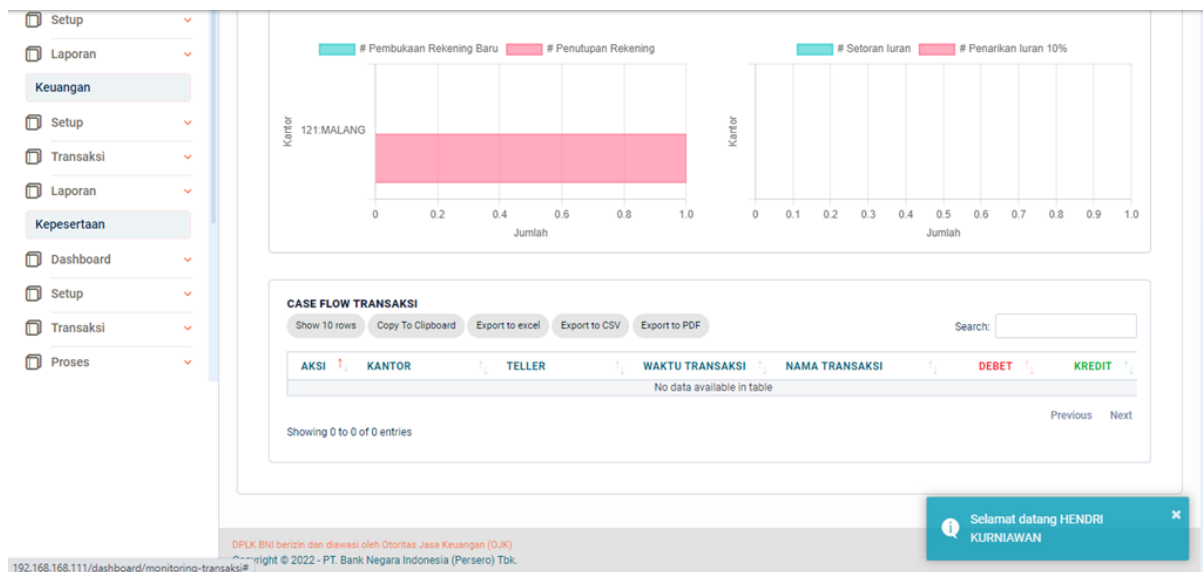 Setup
Laporan
Keuangan
Setup
Transaksi
Laporan
Kepesertaan
Dashboard
Setup
Transaksi
Proses
# Pembukaan Rekening Baru # Penutupan Rekening
Kantor
121:MALANG
0 0.2 0.4 0.6 0.8 1.0
Jumlah
# Setoran Iuran # Penarikan Iuran 10%
Kantor
0 0.1 0.2 0.3 0.4 0.5 0.6 0.7 0.8 0.9 1.0
Jumlah
CASE FLOW TRANSAKSI
Show 10 rows Copy To Clipboard Export to excel Export to CSV Export to PDF Search:
AKSI KANTOR TELLER WAKTU TRANSAKSI NAMA TRANSAKSI DEBET KREDIT
No data available in table
Previous Next
Showing 0 to 0 of 0 entries
Selamat datang HENDRI
KURNIAWAN
DPLK BNI berizin dan diawasi oleh Otoritas Jasa Keuangan (OJK)
Copyright © 2022 - PT. Bank Negara Indonesia (Persero) Tbk.
192.168.168.111/dashboard/monitoring-transaksi#